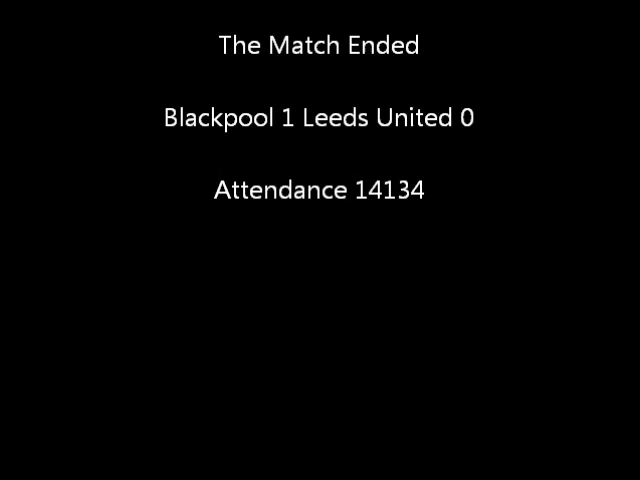 The Match Ended
Blackpool 1 Leeds United 0
Attendance 14134